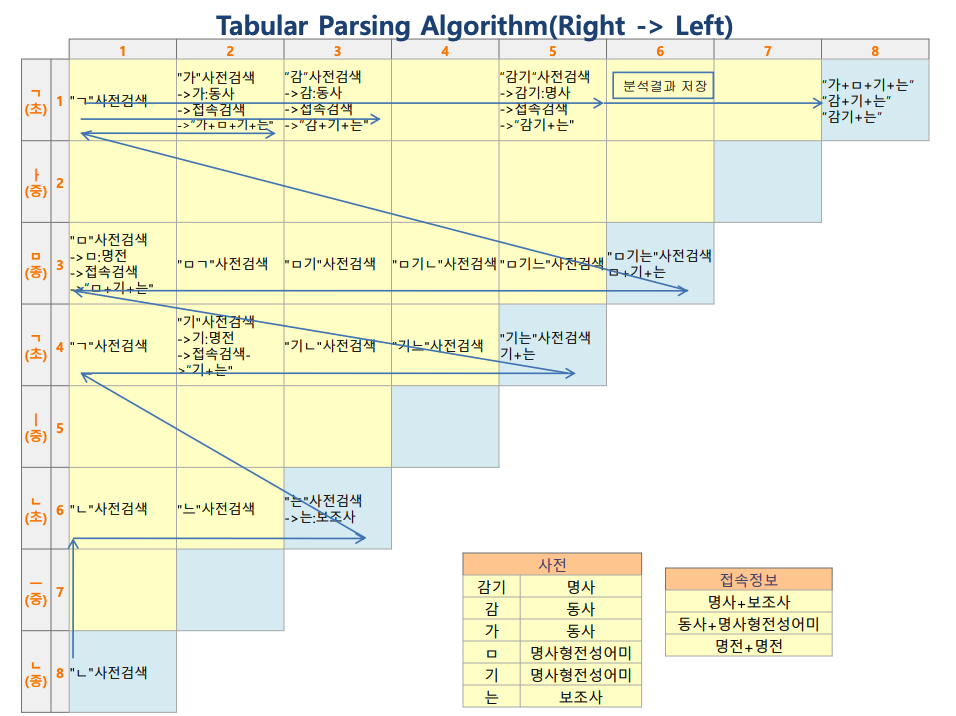 Tabular Parsing Algorithm(Right -> Left)
1 2 3 4 5 6 7 8
ㄱ
(초)
1
"ㄱ"사전검색
"가"사전검색
->가:동사
->접속검색
->"가+ㅁ+기+는"
"감"사전검색
->감:동사
->접속검색
->"감+기+는"
"감기"사전검색
->감기:명사
->접속검색
->"감기+는"
분석결과 저장
"가+ㅁ+기+는"
"감+기+는"
"감기+는"
ㅏ
(중)
2
ㅁ
(종)
3
"ㅁ"사전검색
->ㅁ:명전
->접속검색
->"ㅁ+기+는"
"ㅁㄱ"사전검색
"ㅁ기"사전검색
"ㅁ기ㄴ"사전검색
"ㅁ기느"사전검색
"ㅁ기는"사전검색
ㅁ+기+는
ㄱ
(초)
4
"ㄱ"사전검색
"기"사전검색
->기:명전
->접속검색-
>"기+는"
"기ㄴ"사전검색
"기느"사전검색
"기는"사전검색
기+는
ㅣ
(중)
5
ㄴ
(초)
6
"ㄴ"사전검색
"느"사전검색
"는"사전검색
->는:보조사
ㅡ
(중)
7
ㄴ
(종)
8
"ㄴ"사전검색
사전
감기 명사
감 동사
가 동사
ㅁ 명사형전성어미
기 명사형전성어미
는 보조사
접속정보
명사+보조사
동사+명사형전성어미
명전+명전